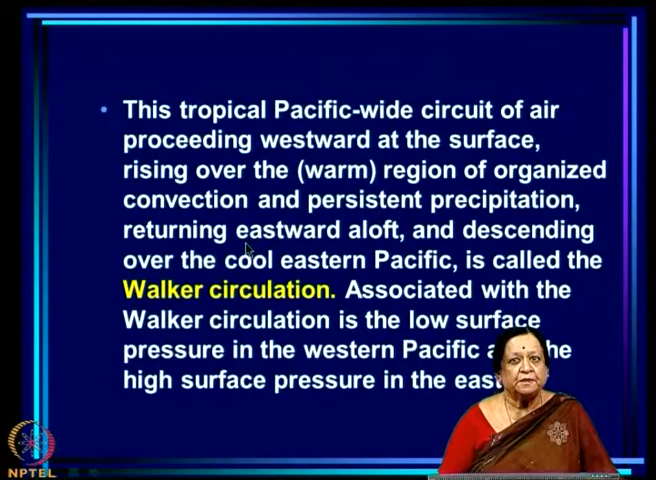 • This tropical Pacific-wide circuit of air
proceeding westward at the surface,
rising over the (warm) region of organized
convection and persistent precipitation,
returning eastward aloft, and descending
over the cool eastern Pacific, is called the
Walker circulation. Associated with the
Walker circulation is the low surface
pressure in the western Pacific a he
high surface pressure in the eas
NPTEL